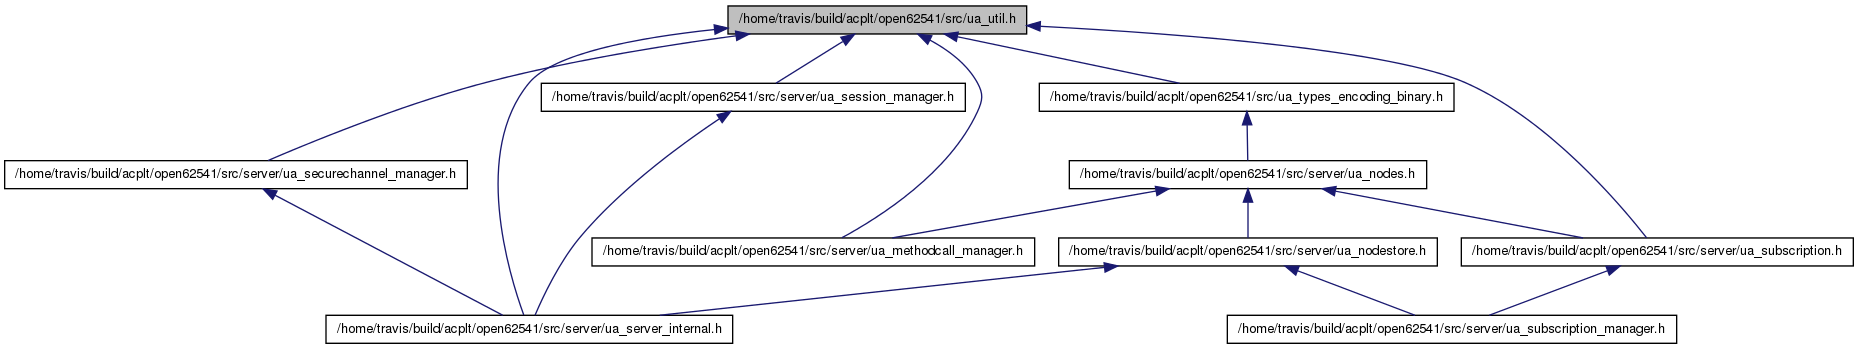 /home/travis/build/acplt/open62541/src/ua_util.h
/home/travis/build/acplt/open62541/src/server/ua_session_manager.h
/home/travis/build/acplt/open62541/src/ua_types_encoding_binary.h
/home/travis/build/acplt/open62541/src/server/ua_securechannel_manager.h
/home/travis/build/acplt/open62541/src/server/ua_nodes.h
/home/travis/build/acplt/open62541/src/server/ua_methodcall_manager.h
/home/travis/build/acplt/open62541/src/server/ua_nodestore.h
/home/travis/build/acplt/open62541/src/server/ua_subscription.h
/home/travis/build/acplt/open62541/src/server/ua_server_internal.h
/home/travis/build/acplt/open62541/src/server/ua_subscription_manager.h